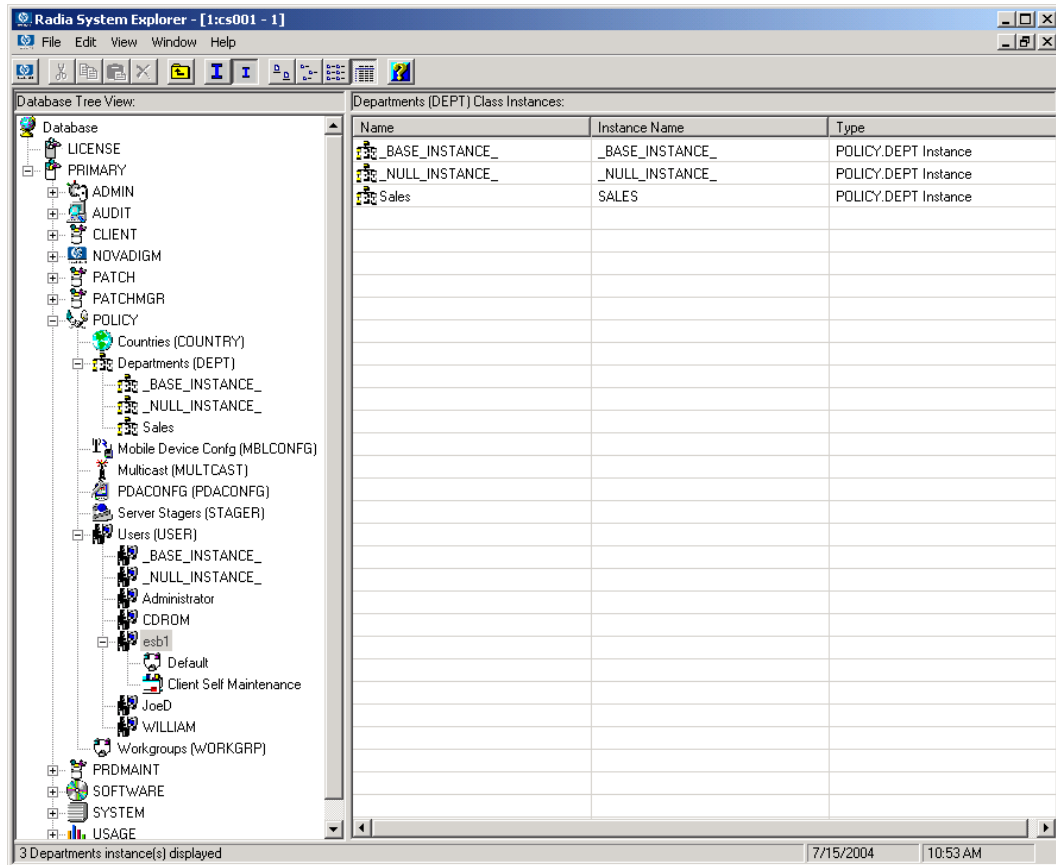 Radia System Explorer - [1:cs001 - 1]
File Edit View Window Help
Database Tree View:
Departments (DEPT) Class Instances:
Database
LICENSE
PRIMARY
ADMIN
AUDIT
CLIENT
NOVADIGM
PATCH
PATCHMGR
POLICY
Countries (COUNTRY)
Departments (DEPT)
_BASE_INSTANCE_
_NULL_INSTANCE_
Sales
Mobile Device Confg (MBLCONFG)
Multicast (MULTCAST)
PDACONFG (PDACONFG)
Server Stagers (STAGER)
Users (USER)
_BASE_INSTANCE_
_NULL_INSTANCE_
Administrator
CDROM
esb1
Default
Client Self Maintenance
JoeD
WILLIAM
Workgroups (WORKGRP)
PRDMAINT
SOFTWARE
SYSTEM
USAGE
Name Instance Name Type
_BASE_INSTANCE_ _BASE_INSTANCE_ POLICY.DEPT Instance
_NULL_INSTANCE_ _NULL_INSTANCE_ POLICY.DEPT Instance
Sales SALES POLICY.DEPT Instance
3 Departments instance(s) displayed 7/15/2004 10:53 AM